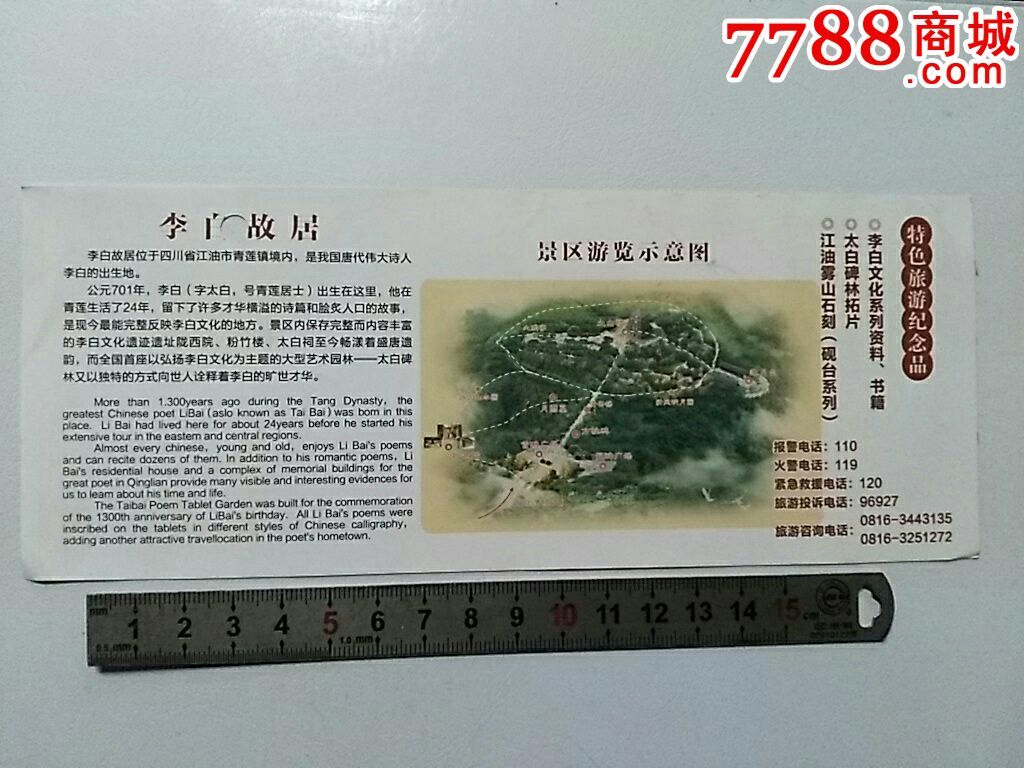 7788商城
.com
李白故居
李白故居位于四川省江油市青莲镇境内，是我国唐代伟大诗人
李白的出生地。
公元701年，李白（字太白，号青莲居士）出生在这里，他在
青莲生活了24年，留下了许多才华横溢的诗篇和脍炙人口的故事，
是现今最能完整反映李白文化的地方。景区内保存完整而内容丰富
的李白文化遗迹遗址陇西院、粉竹楼、太白祠至今畅漾着盛唐遗
韵，而全国首座以弘扬李白文化为主题的大型艺术园林——太白碑
林又以独特的方式向世人诠释着李白的旷世才华。
More than 1.300years ago during the Tang Dynasty, the
greatest Chinese poet LiBai (aslo known as Tai Bai) was born in this
place. Li Bai had lived here for about 24years before he started his
extensive tour in the eastern and central regions.
Almost every chinese, young and old, enjoys Li Bai's poems
and can recite dozens of them. In addition to his romantic poems, Li
Bai's residential house and a complex of memorial buildings for the
great poet in Qinglian provide many visible and interesting evidences for
us to learn about his time and life.
The Taibai Poem Tablet Garden was built for the commemoration
of the 1300th anniversary of LiBai's birthday. All Li Bai's poems were
inscribed on the tablets in different styles of Chinese calligraphy,
adding another attractive travellocation in the poet's hometown.
景区游览示意图
特色旅游纪念品
○李白文化系列资料、书籍
○太白碑林拓片
○江油雾山石刻（砚台系列）
报警电话：110
火警电话：119
紧急救援电话：120
旅游投诉电话：96927
旅游咨询电话：0816-3443135
0816-3251272
mm
1 2 3 4 5 6 7 8 9 10 11 12 13 14 15 cm
0.5 mm
1.0 mm